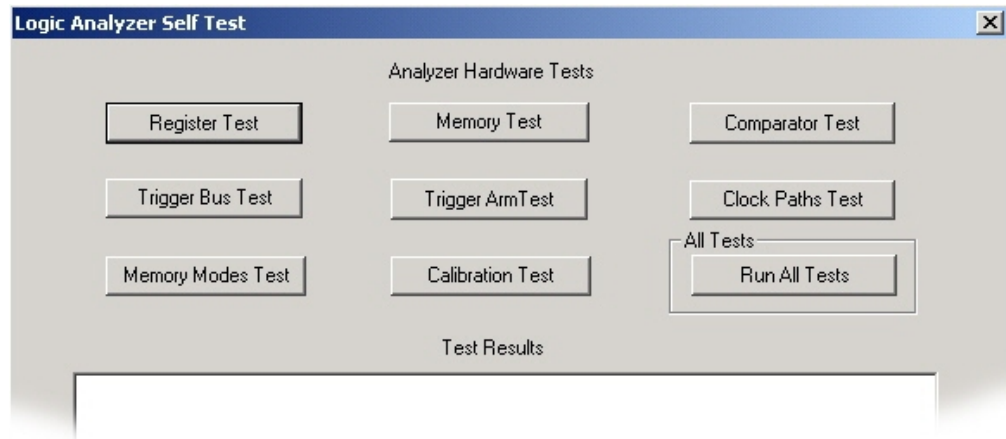 Logic Analyzer Self Test
Analyzer Hardware Tests
Register Test
Memory Test
Comparator Test
Trigger Bus Test
Trigger ArmTest
Clock Paths Test
All Tests
Memory Modes Test
Calibration Test
Run All Tests
Test Results